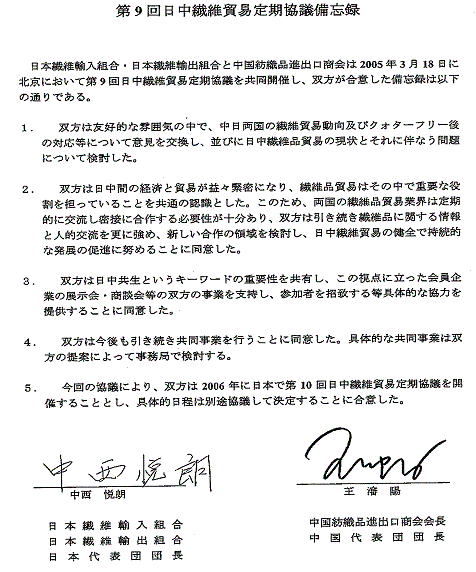 第9回日中繊維貿易定期協議備忘録
日本繊維輸入組合・日本繊維輸出組合と中国紡織品進出口商会は2005年3月18日に
北京において第9回日中繊維貿易定期協議を共同開催し、双方が合意した備忘録は以下
の通りである。
1. 双方は友好的な雰囲気の中で、中日両国の繊維貿易動向及びクォーターフリー後
の対応等について意見を交換し、並びに日中繊維品貿易の現状とそれに伴なう問題
について検討した。
2. 双方は日中間の経済と貿易が益々緊密になり、繊維品貿易はその中で重要な役
割を担っていることを共通の認識とした。このため、両国の繊維品貿易業界は定期
的に交流し密接に合作する必要性が十分あり、双方は引き続き繊維品に関する情報
と人的交流を更に強め、新しい合作の領域を検討し、日中繊維貿易の健全で持続的
な発展の促進に努めることに同意した。
3. 双方は日中共生というキーワードの重要性を共有し、この視点に立った会員企
業の展示会・商談会等の双方の事業を支持し、参加者を招致する等具体的な協力を
提供することに同意した。
4. 双方は今後も引き続き共同事業を行うことに同意した。具体的な共同事業は双
方の提案によって事務局で検討する。
5. 今回の協議により、双方は2006年に日本で第10回日中繊維貿易定期協議を開
催することとし、具体的日程は別途協議して決定することに合意した。
中西悦朗
中西 悦朗
王 瀋 陽
日本繊維輸入組合
日本繊維輸出組合
日本代表団団長
中国紡織品進出口商会会長
中国代表団団長